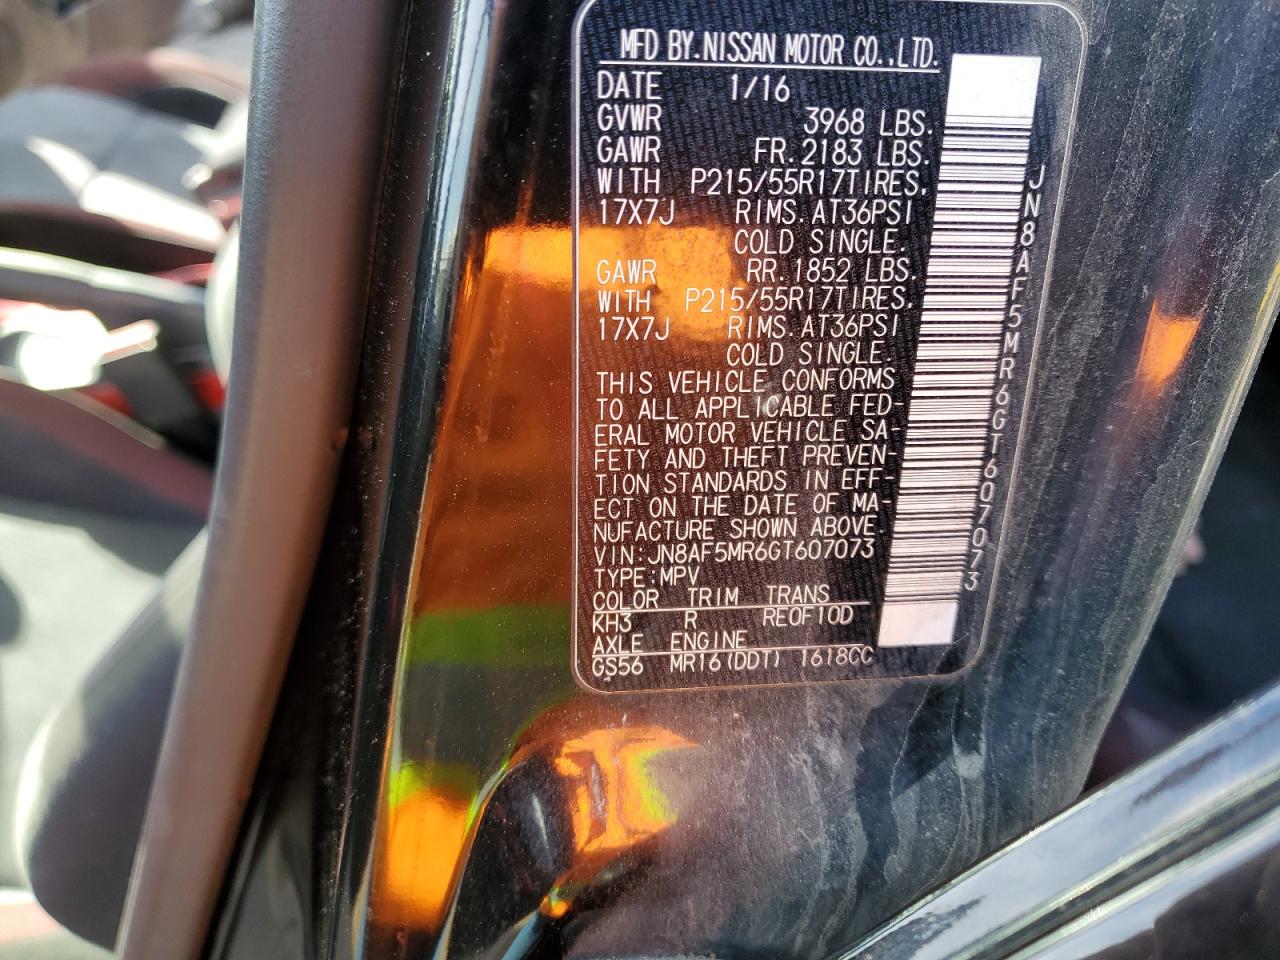 MFD BY.NISSAN MOTOR CO.,LTD.
DATE 1/16
GVWR 3968 LBS.
GAWR FR.2183 LBS.
WITH P215/55R17TIRES.
17X7J RIMS.AT36PSI
COLD SINGLE.
GAWR RR.1852 LBS.
WITH P215/55R17TIRES.
17X7J RIMS.AT36PSI
COLD SINGLE.
THIS VEHICLE CONFORMS
TO ALL APPLICABLE FED-
ERAL MOTOR VEHICLE SA-
FETY AND THEFT PREVEN-
TION STANDARDS IN EFF-
ECT ON THE DATE OF MA-
NUFACTURE SHOWN ABOVE
VIN:JN8AF5MR6GT607073
TYPE:MPV
COLOR TRIM TRANS
KH3 R REOF10D
AXLE ENGINE
GS56 MR16(DDT) 1618CC
JN8AF5MR6GT607073